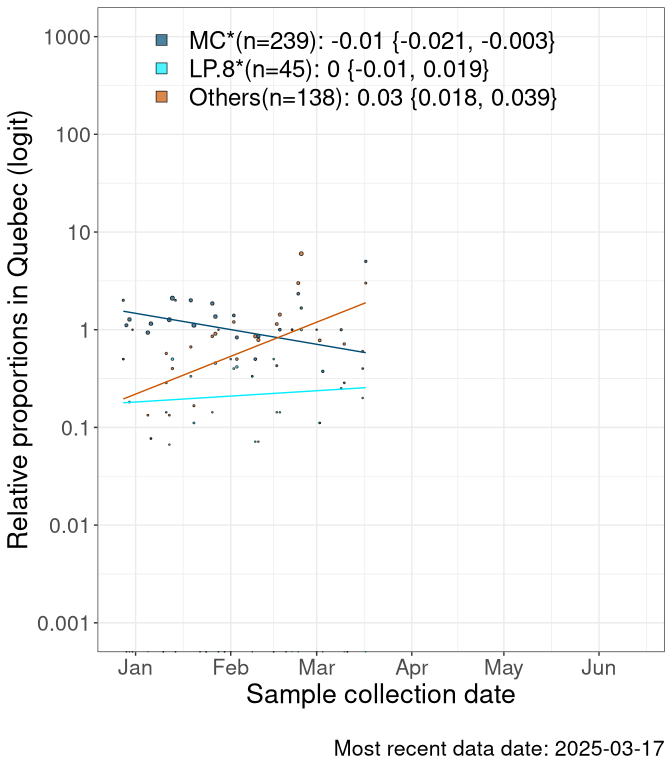 MC*(n=239): -0.01 {-0.021, -0.003}
LP.8*(n=45): 0 {-0.01, 0.019}
Others(n=138): 0.03 {0.018, 0.039}
Relative proportions in Quebec (logit)
1000
100
10
1
0.1
0.01
0.001
Jan Feb Mar Apr May Jun
Sample collection date
Most recent data date: 2025-03-17